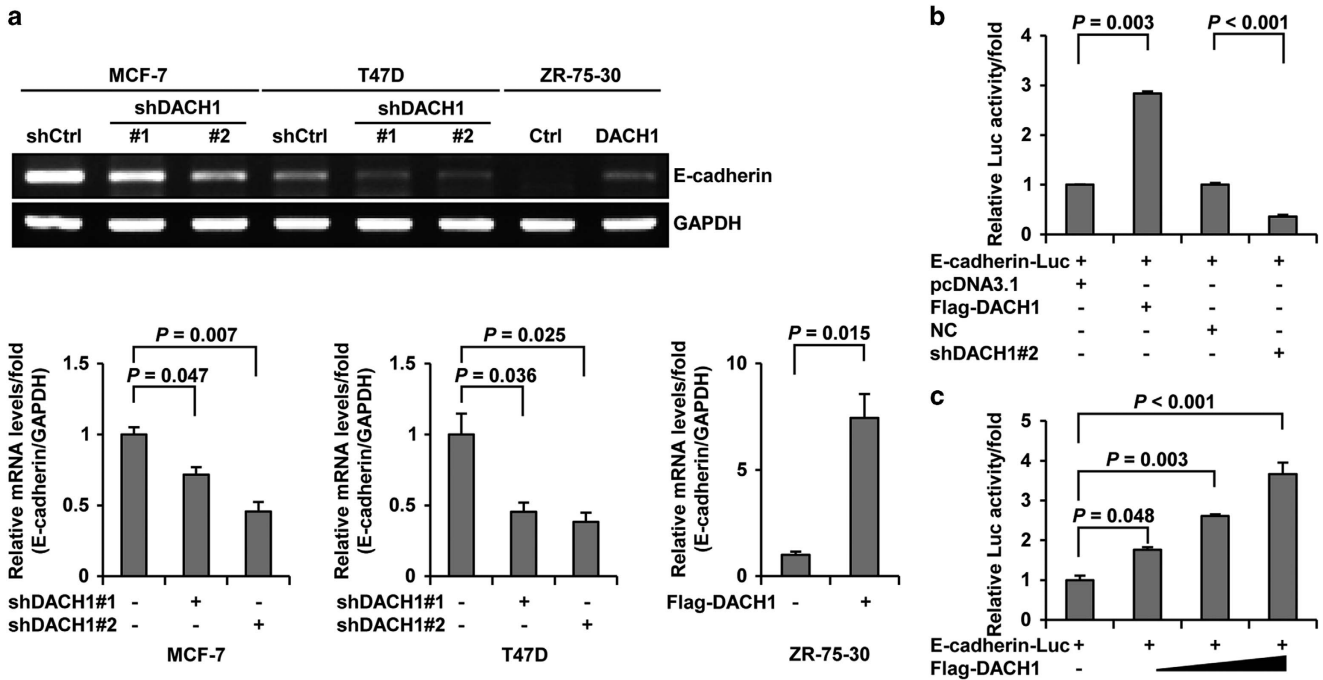 a
MCF-7 T47D ZR-75-30
shDACH1 shDACH1
shCtrl #1 #2 shCtrl #1 #2 Ctrl DACH1
E-cadherin
GAPDH
Relative mRNA levels/fold
(E-cadherin/GAPDH)
1.5
1
0.5
0
P = 0.007
P = 0.047
shDACH1#1 - + -
shDACH1#2 - - +
MCF-7
Relative mRNA levels/fold
(E-cadherin/GAPDH)
1.5
1
0.5
0
P = 0.025
P = 0.036
shDACH1#1 - + -
shDACH1#2 - - +
T47D
Relative mRNA levels/fold
(E-cadherin/GAPDH)
10
5
0
P = 0.015
Flag-DACH1 - +
ZR-75-30
b
Relative Luc activity/fold
4
3
2
1
0
P = 0.003 P < 0.001
E-cadherin-Luc + + + +
pcDNA3.1 + - - -
Flag-DACH1 - + - -
NC - - + -
shDACH1#2 - - - +
c
Relative Luc activity/fold
5
4
3
2
1
0
P < 0.001
P = 0.003
P = 0.048
E-cadherin-Luc + + + +
Flag-DACH1 -